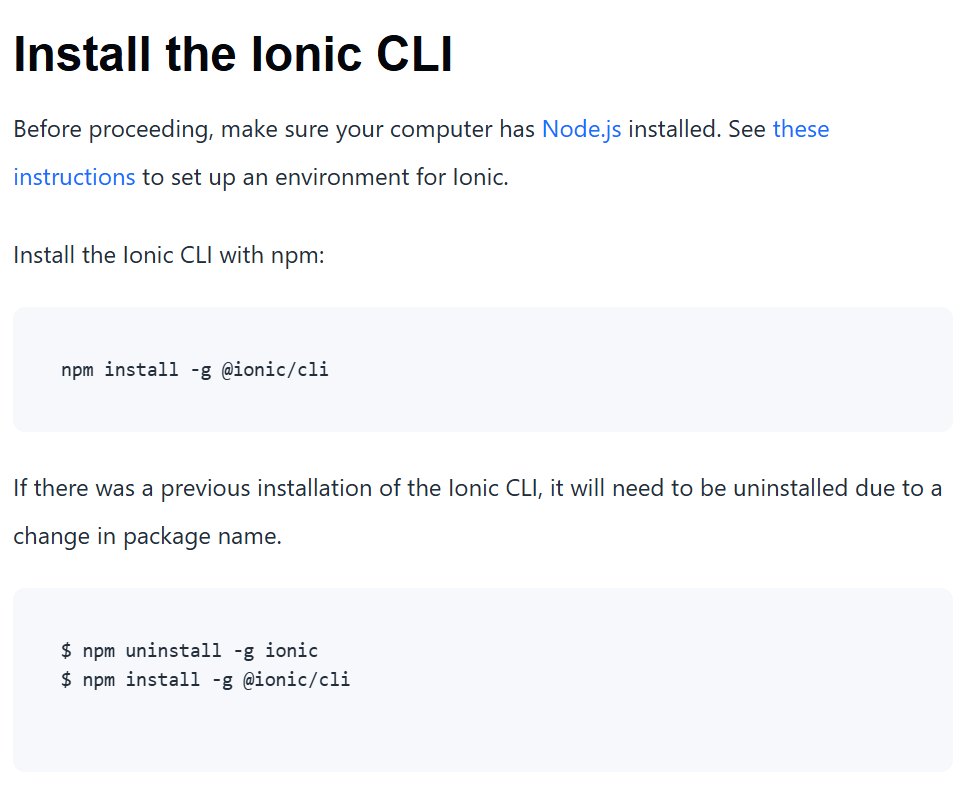 Install the Ionic CLI
Before proceeding, make sure your computer has Node.js installed. See these
instructions to set up an environment for Ionic.
Install the Ionic CLI with npm:
npm install -g @ionic/cli
If there was a previous installation of the Ionic CLI, it will need to be uninstalled due to a
change in package name.
$ npm uninstall -g ionic
$ npm install -g @ionic/cli